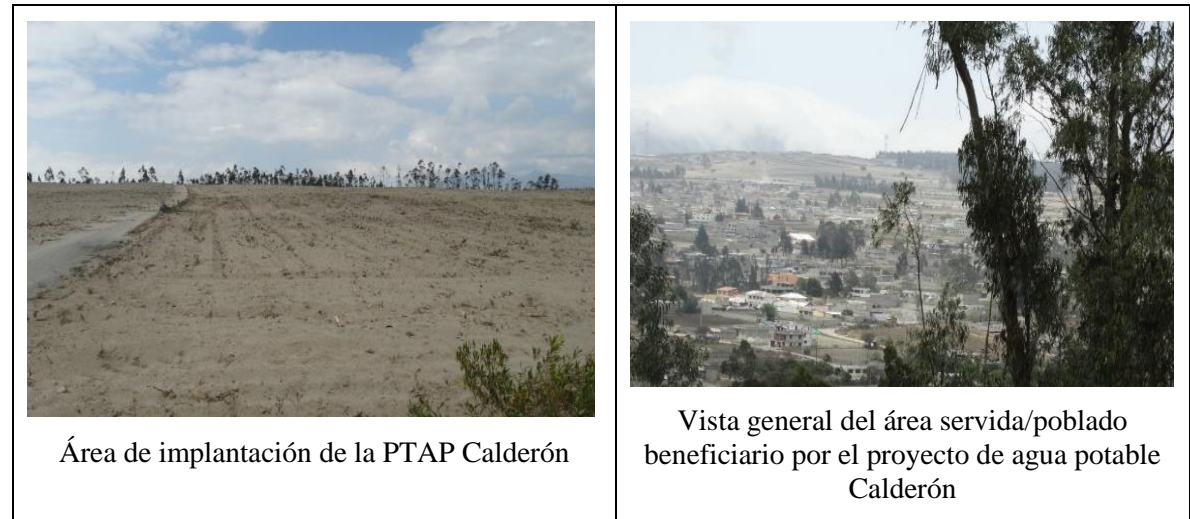 Área de implantación de la PTAP Calderón
Vista general del área servida/poblado
beneficiario por el proyecto de agua potable
Calderón